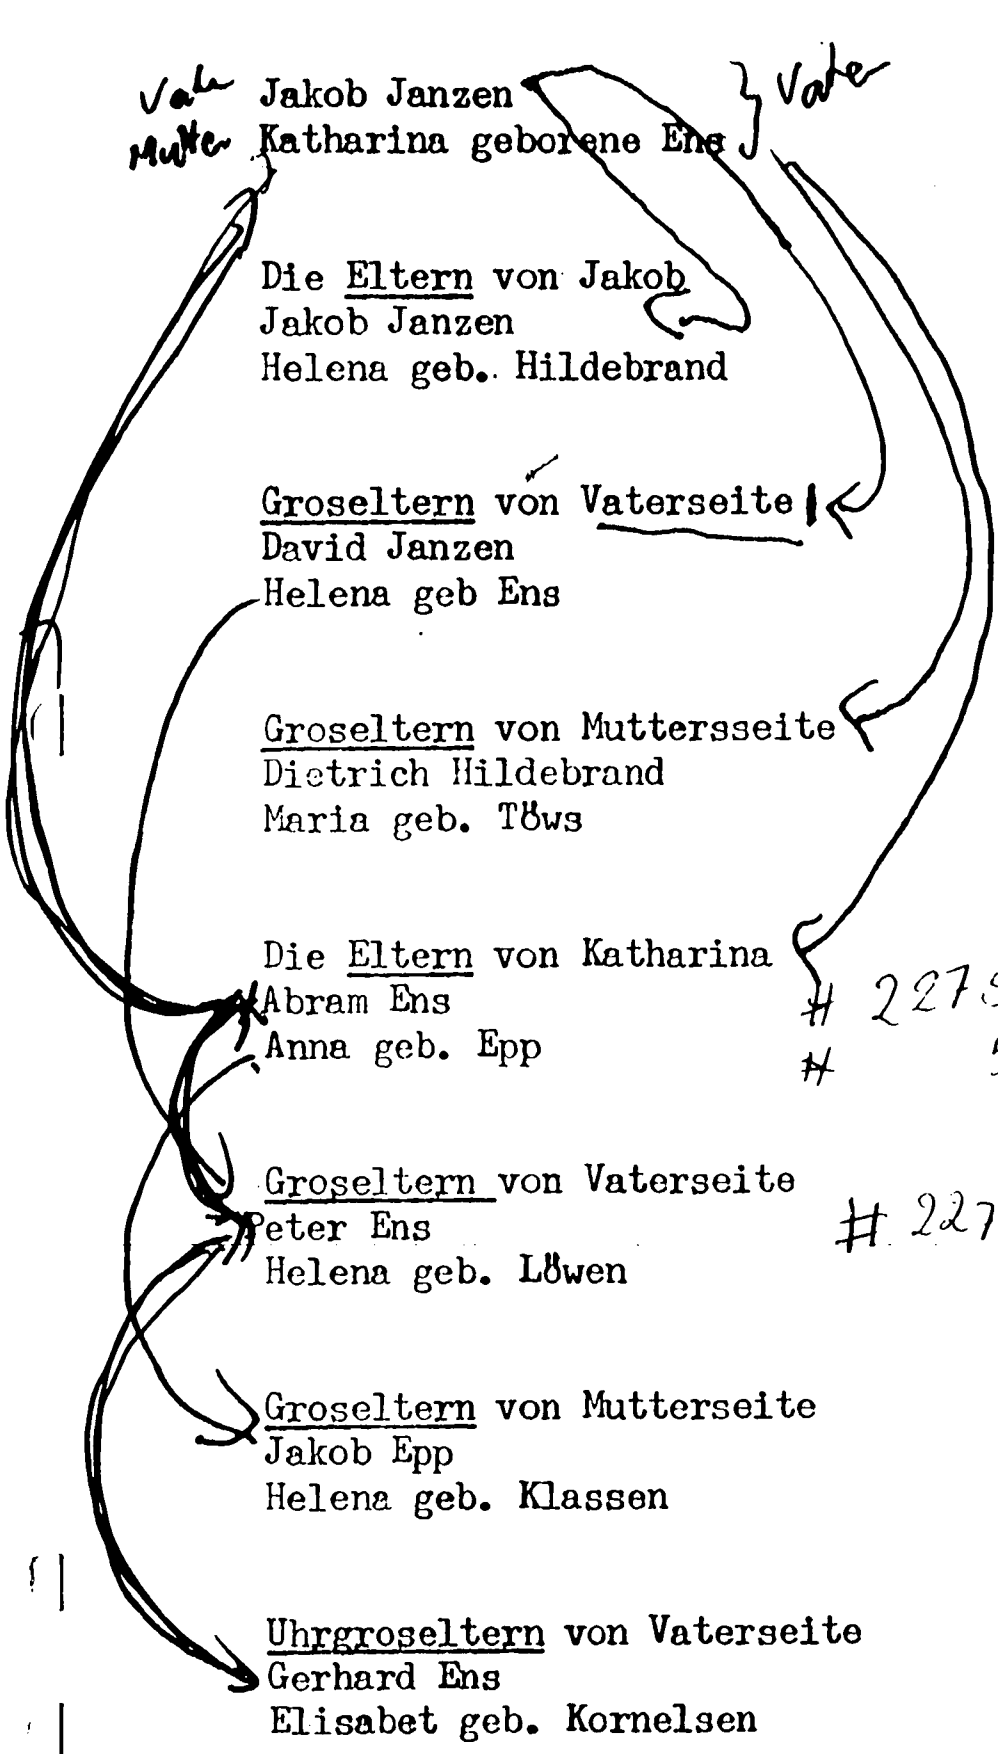 Vater Jakob Janzen } Vater
Mutter Katharina geborene Ens
Die Eltern von Jakob
Jakob Janzen
Helena geb. Hildebrand
Groseltern von Vaterseite
David Janzen
Helena geb Ens
Groseltern von Muttersseite
Dietrich Hildebrand
Maria geb. Töws
Die Eltern von Katharina
Abram Ens # 227
Anna geb. Epp #
Groseltern von Vaterseite
Peter Ens # 227
Helena geb. Löwen
Groseltern von Mutterseite
Jakob Epp
Helena geb. Klassen
Uhrgroseltern von Vaterseite
Gerhard Ens
Elisabet geb. Kornelsen